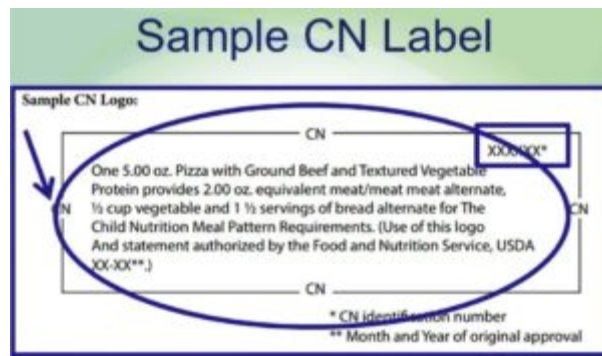 Sample CN Label
Sample CN Logo:
CN
XXXXXX*
One 5.00 oz. Pizza with Ground Beef and Textured Vegetable
Protein provides 2.00 oz. equivalent meat/meat meat alternate,
½ cup vegetable and 1 ½ servings of bread alternate for The
CN
CN
Child Nutrition Meal Pattern Requirements. (Use of this logo
And statement authorized by the Food and Nutrition Service, USDA
XX-XX**.)
CN
* CN identification number
** Month and Year of original approval